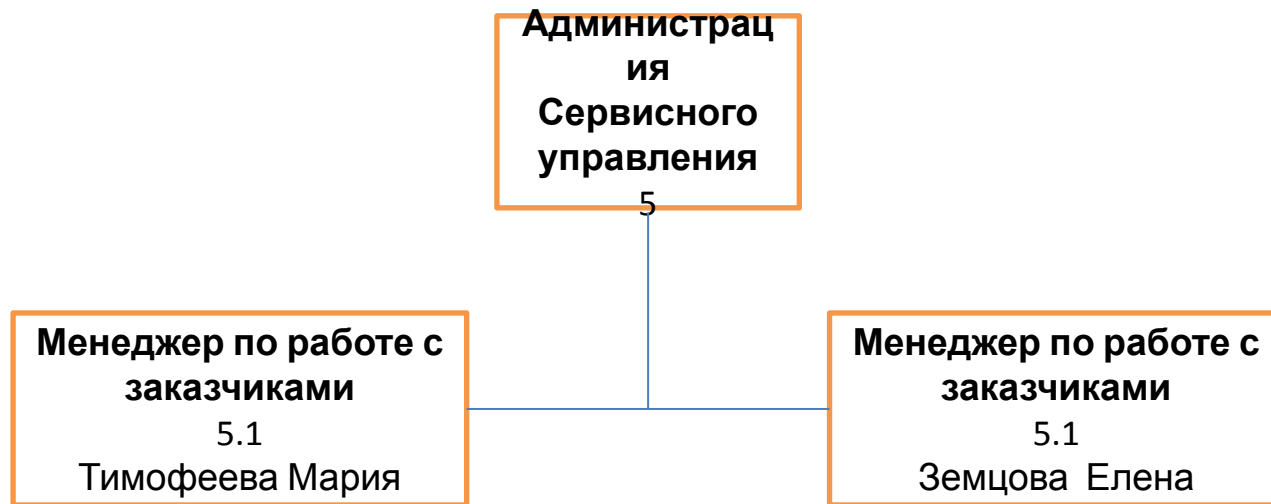 Администрац
ия
Сервисного
управления
5
Менеджер по работе с
заказчиками
5.1
Тимофеева Мария
Менеджер по работе с
заказчиками
5.1
Земцова Елена